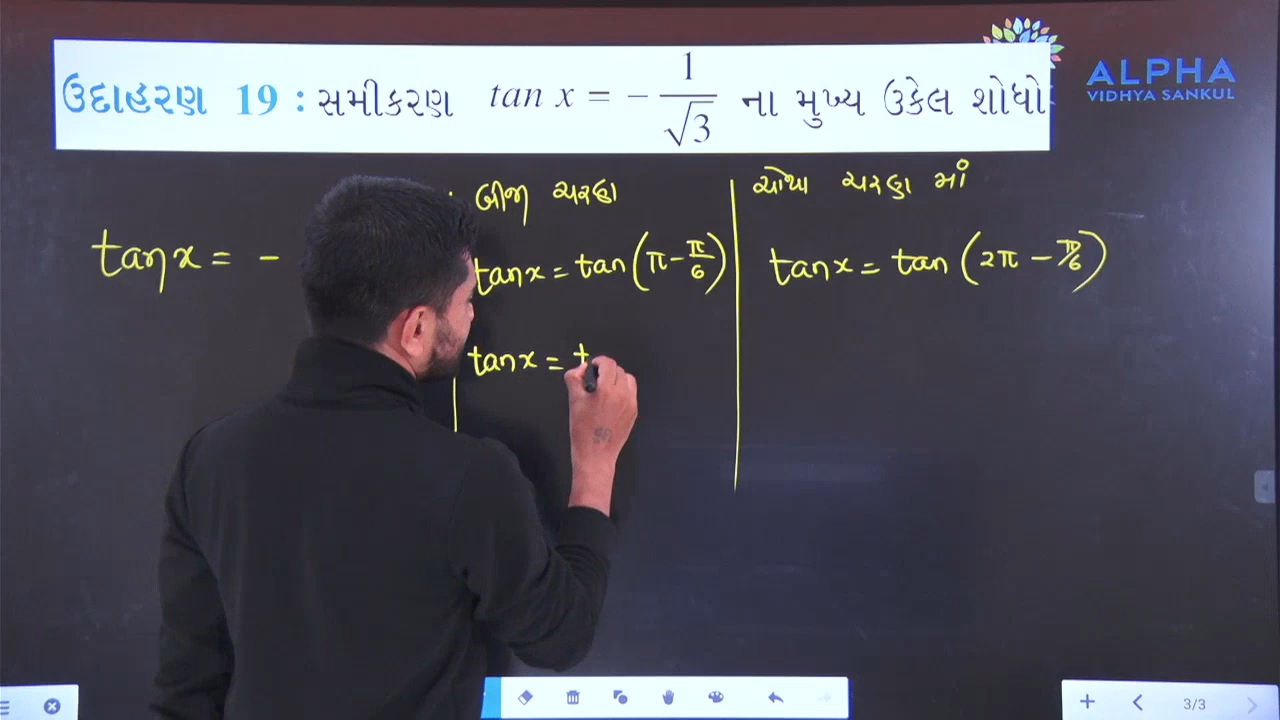 ઉદાહરણ 19 : સમીકરણ tan x = - 1/√3 ના મુખ્ય ઉકેલ શોધો
ALPHA
VIDHYA SANKUL
tan x = -
બીજા ચરણ
tan x = tan (π - π/6)
tan x = t
ચોથા ચરણ માં
tan x = tan (2π - π/6)
3/3